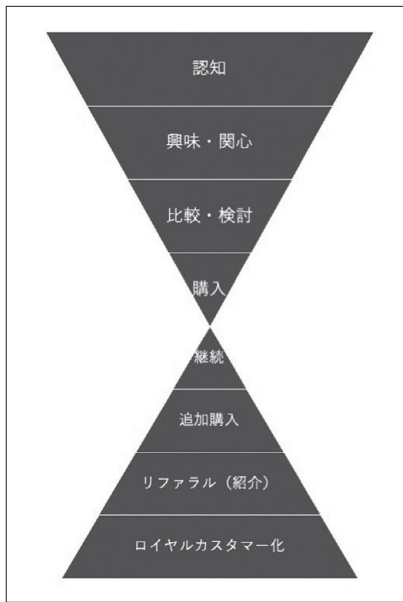 認知
興味・関心
比較・検討
購入
継続
追加購入
リファラル（紹介）
ロイヤルカスタマー化